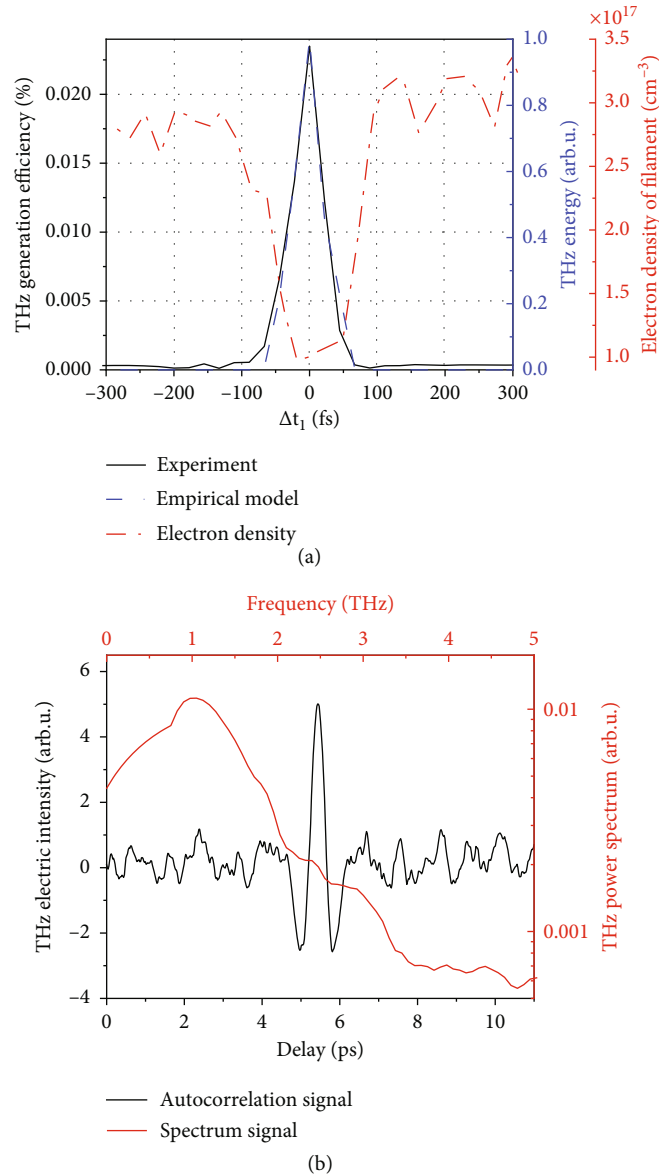 ×10¹⁷
THz generation efficiency (%)
0.020
0.015
0.010
0.005
0.000
1.0
0.8
0.6
0.4
0.2
0.0
THz energy (arb.u.)
3.5
3.0
2.5
2.0
1.5
1.0
Electron density of filament (cm⁻³)
−300 −200 −100 0 100 200 300
Δt₁ (fs)
Experiment
Empirical model
Electron density
(a)
Frequency (THz)
0 1 2 3 4 5
THz electric intensity (arb.u.)
6
4
2
0
−2
−4
0.01
0.001
THz power spectrum (arb.u.)
0 2 4 6 8 10
Delay (ps)
Autocorrelation signal
Spectrum signal
(b)